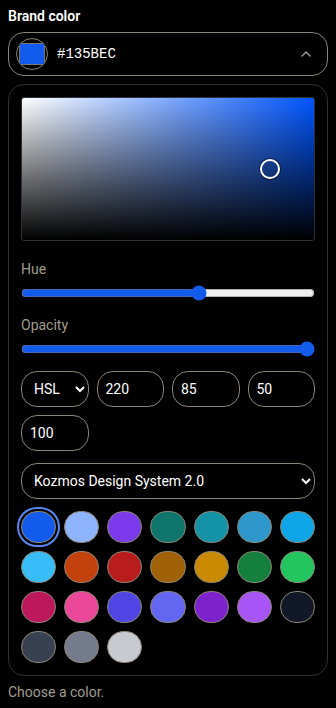 Brand color
#135BEC
Hue
Opacity
HSL 220 85 50
100
Kozmos Design System 2.0
Choose a color.